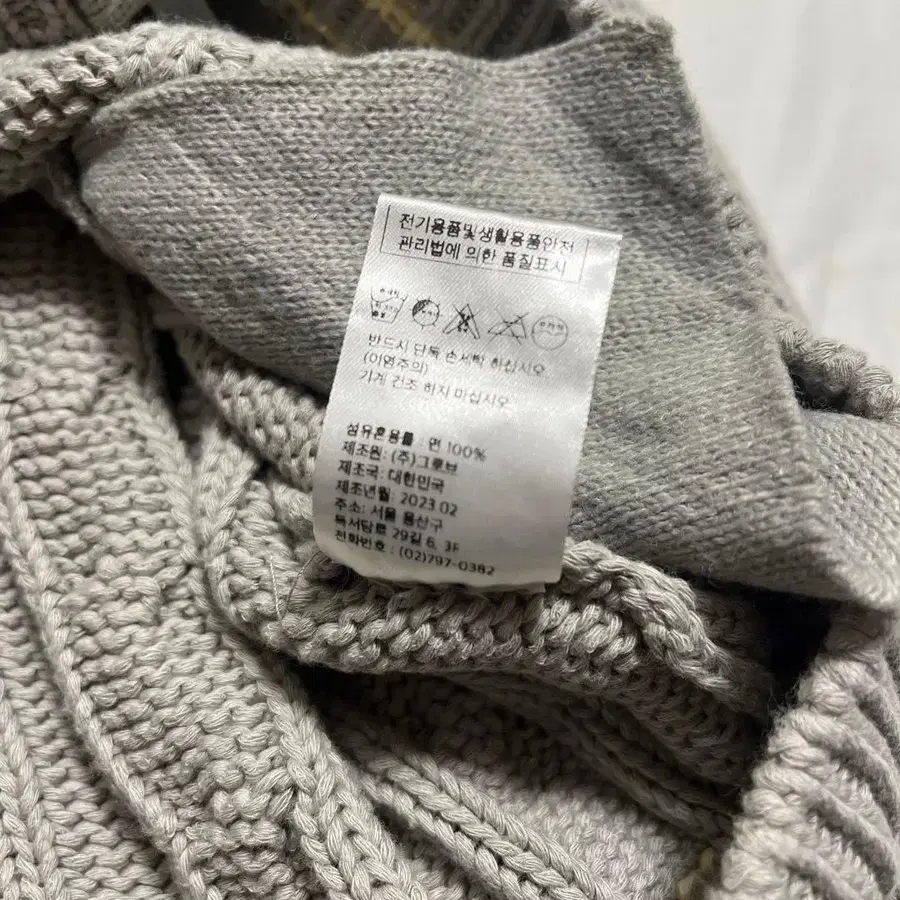 전기용품및생활용품안전
관리법에 의한 품질표시
반드시 단독 손세탁 하십시오
(이염주의)
기계 건조 하지 마십시오
섬유혼용률 : 면 100%
제조원: (주)그로브
제조국: 대한민국
제조년월: 2023.02
주소: 서울 용산구
독서당로 29길 6, 3F
전화번호 : (02)797-0382